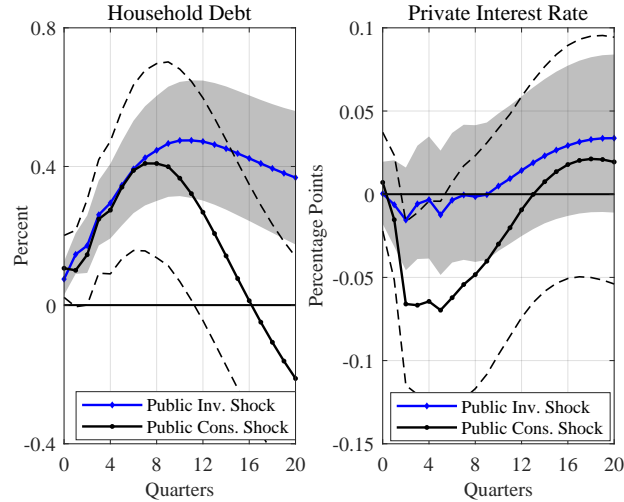 Household Debt
Percent
0.8
0.4
0
-0.4
Public Inv. Shock
Public Cons. Shock
0 4 8 12 16 20
Quarters
Private Interest Rate
Percentage Points
0.1
0.05
0
-0.05
-0.1
-0.15
Public Inv. Shock
Public Cons. Shock
0 4 8 12 16 20
Quarters